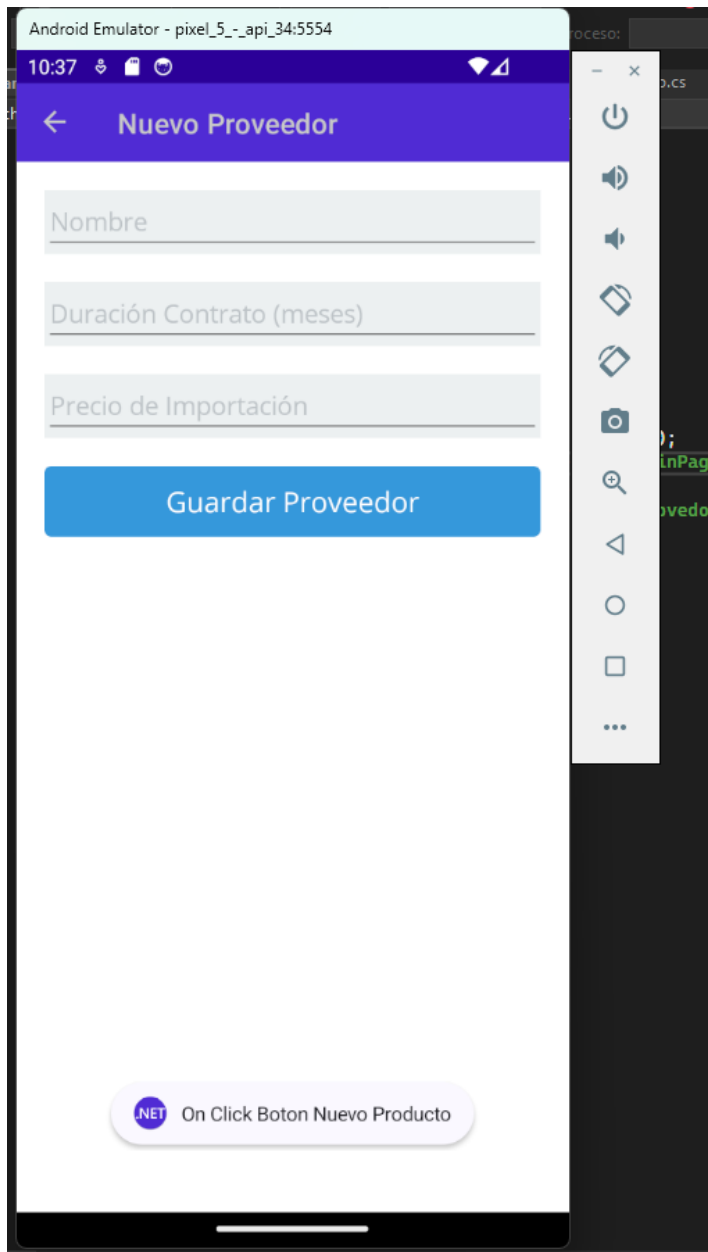 Android Emulator - pixel_5_-_api_34:5554
roceso:
10:37
o.cs
Nuevo Proveedor
Nombre
Duración Contrato (meses)
Precio de Importación
);
inPag
Guardar Proveedor
ovedo
.NET On Click Boton Nuevo Producto